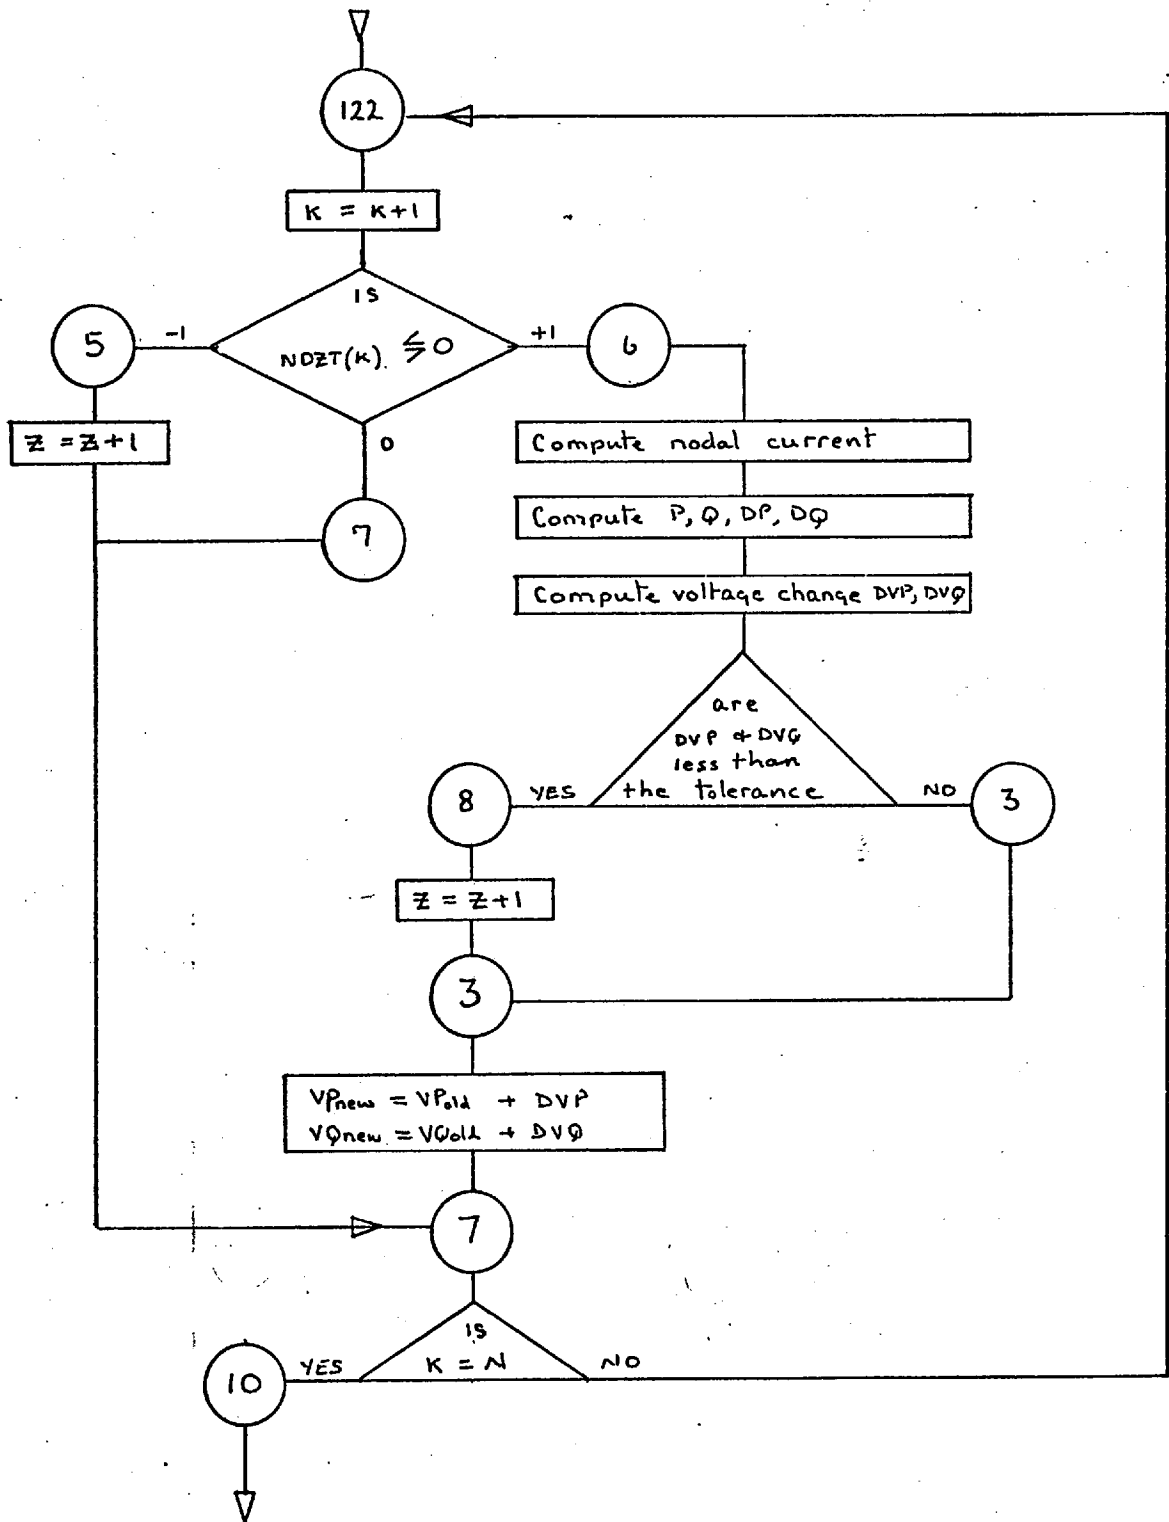 122
K = K+1
IS
NDZT(K). ≶ 0
-1
+1
0
5
6
Z = Z+1
7
Compute nodal current
Compute P, Q, DP, DQ
Compute voltage change DVP, DVQ
are
DVP & DVQ
less than
the tolerance
YES
NO
8
3
Z = Z+1
3
VPnew = VPold + DVP
VQnew = VQold + DVQ
7
IS
K = N
YES
NO
10